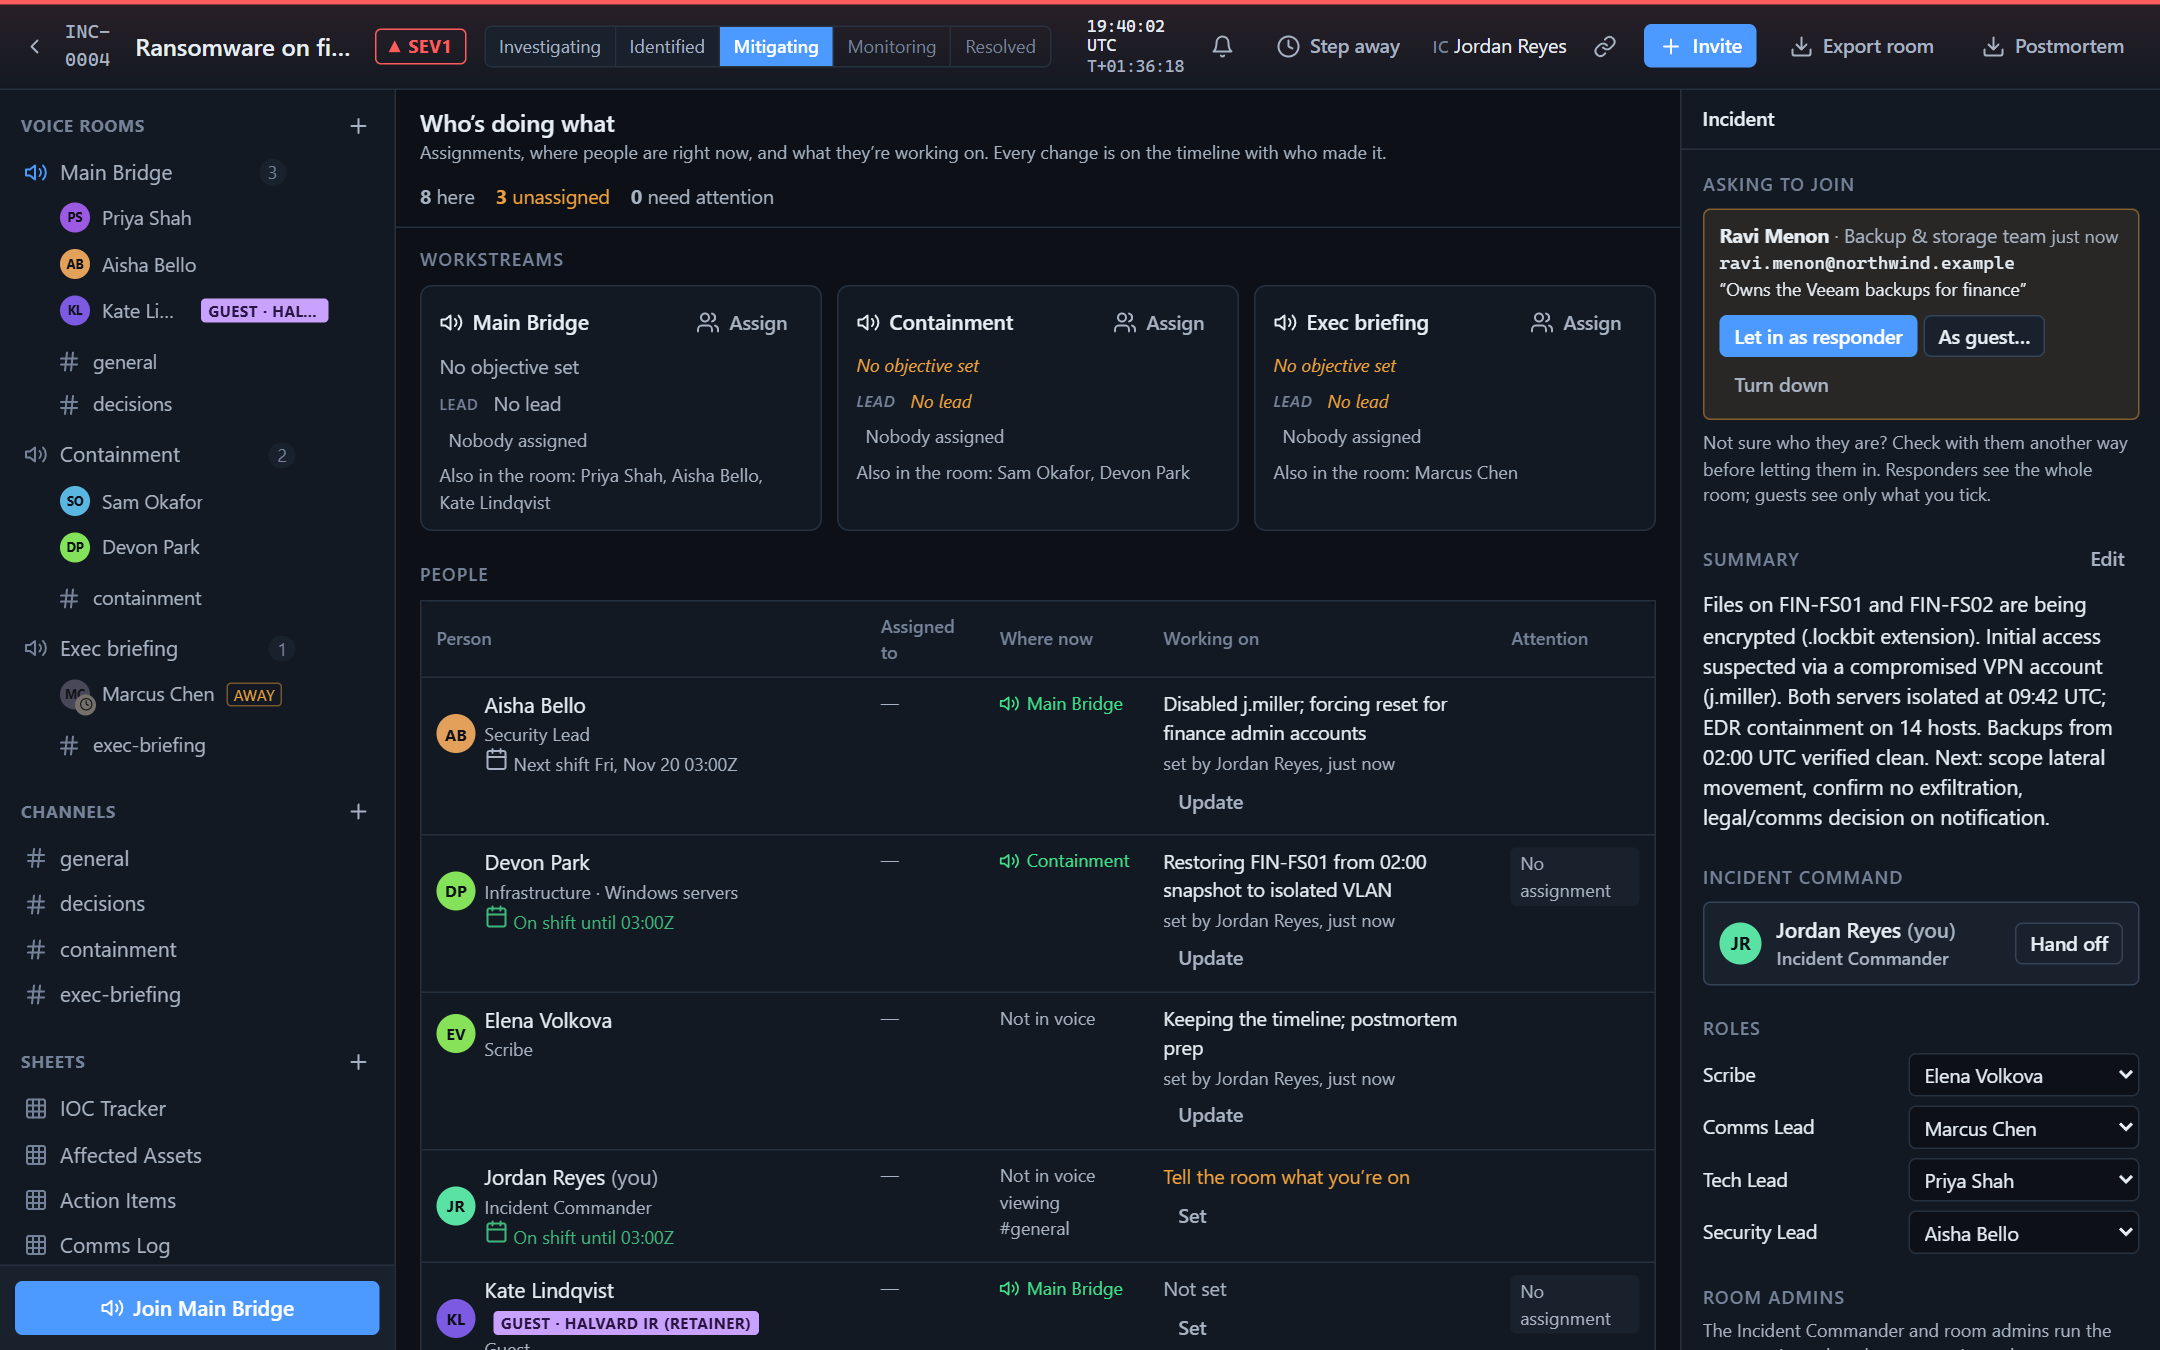 INC-
0004
Ransomware on fi...
SEV1
Investigating
Identified
Mitigating
Monitoring
Resolved
19:40:02
UTC
T+01:36:18
Step away
IC Jordan Reyes
Invite
Export room
Postmortem
VOICE ROOMS
Main Bridge
3
PS
Priya Shah
AB
Aisha Bello
KL
Kate Li...
GUEST · HAL...
general
decisions
Containment
2
SO
Sam Okafor
DP
Devon Park
containment
Exec briefing
1
MC
Marcus Chen
AWAY
exec-briefing
CHANNELS
general
decisions
containment
exec-briefing
SHEETS
IOC Tracker
Affected Assets
Action Items
Comms Log
Join Main Bridge
Who's doing what
Assignments, where people are right now, and what they're working on. Every change is on the timeline with who made it.
8 here
3 unassigned
0 need attention
WORKSTREAMS
Main Bridge
Assign
No objective set
LEAD No lead
Nobody assigned
Also in the room: Priya Shah, Aisha Bello,
Kate Lindqvist
Containment
Assign
No objective set
LEAD No lead
Nobody assigned
Also in the room: Sam Okafor, Devon Park
Exec briefing
Assign
No objective set
LEAD No lead
Nobody assigned
Also in the room: Marcus Chen
PEOPLE
Person
Assigned
to
Where now
Working on
Attention
AB
Aisha Bello
Security Lead
Next shift Fri, Nov 20 03:00Z
—
Main Bridge
Disabled j.miller; forcing reset for
finance admin accounts
set by Jordan Reyes, just now
Update
DP
Devon Park
Infrastructure · Windows servers
On shift until 03:00Z
—
Containment
Restoring FIN-FS01 from 02:00
snapshot to isolated VLAN
set by Jordan Reyes, just now
Update
No
assignment
EV
Elena Volkova
Scribe
—
Not in voice
Keeping the timeline; postmortem
prep
set by Jordan Reyes, just now
Update
JR
Jordan Reyes (you)
Incident Commander
On shift until 03:00Z
—
Not in voice
viewing
#general
Tell the room what you're on
Set
KL
Kate Lindqvist
GUEST · HALVARD IR (RETAINER)
Guest
—
Main Bridge
Not set
Set
No
assignment
Incident
ASKING TO JOIN
Ravi Menon · Backup & storage team just now
ravi.menon@northwind.example
“Owns the Veeam backups for finance”
Let in as responder
As guest...
Turn down
Not sure who they are? Check with them another way
before letting them in. Responders see the whole
room; guests see only what you tick.
SUMMARY
Edit
Files on FIN-FS01 and FIN-FS02 are being
encrypted (.lockbit extension). Initial access
suspected via a compromised VPN account
(j.miller). Both servers isolated at 09:42 UTC;
EDR containment on 14 hosts. Backups from
02:00 UTC verified clean. Next: scope lateral
movement, confirm no exfiltration,
legal/comms decision on notification.
INCIDENT COMMAND
JR
Jordan Reyes (you)
Incident Commander
Hand off
ROLES
Scribe
Elena Volkova
Comms Lead
Marcus Chen
Tech Lead
Priya Shah
Security Lead
Aisha Bello
ROOM ADMINS
The Incident Commander and room admins run the